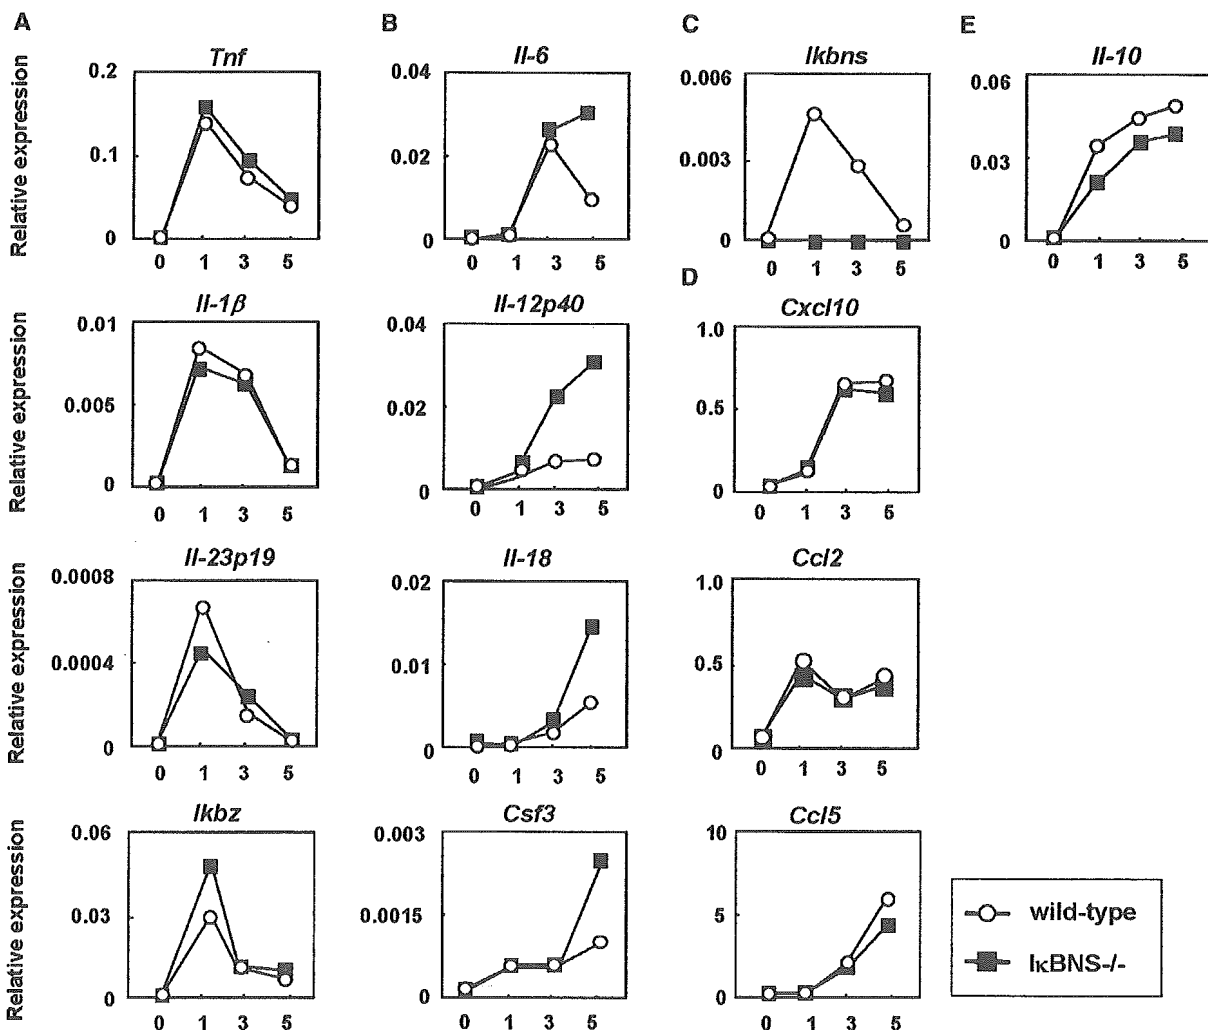 A
B
C
E
Tnf
Il-6
Ikbns
Il-10
Relative expression
0.2
0.1
0
0 1 3 5
0.04
0.02
0
0 1 3 5
0.006
0.003
0
0 1 3 5
0.06
0.03
0
0 1 3 5
D
Il-1β
Il-12p40
Cxcl10
Relative expression
0.01
0.005
0
0 1 3 5
0.04
0.02
0
0 1 3 5
1.0
0.5
0
0 1 3 5
Il-23p19
Il-18
Ccl2
Relative expression
0.0008
0.0004
0
0 1 3 5
0.02
0.01
0
0 1 3 5
1.0
0.5
0
0 1 3 5
Ikbz
Csf3
Ccl5
Relative expression
0.06
0.03
0
0 1 3 5
0.003
0.0015
0
0 1 3 5
10
5
0
0 1 3 5
wild-type
IκBNS-/-